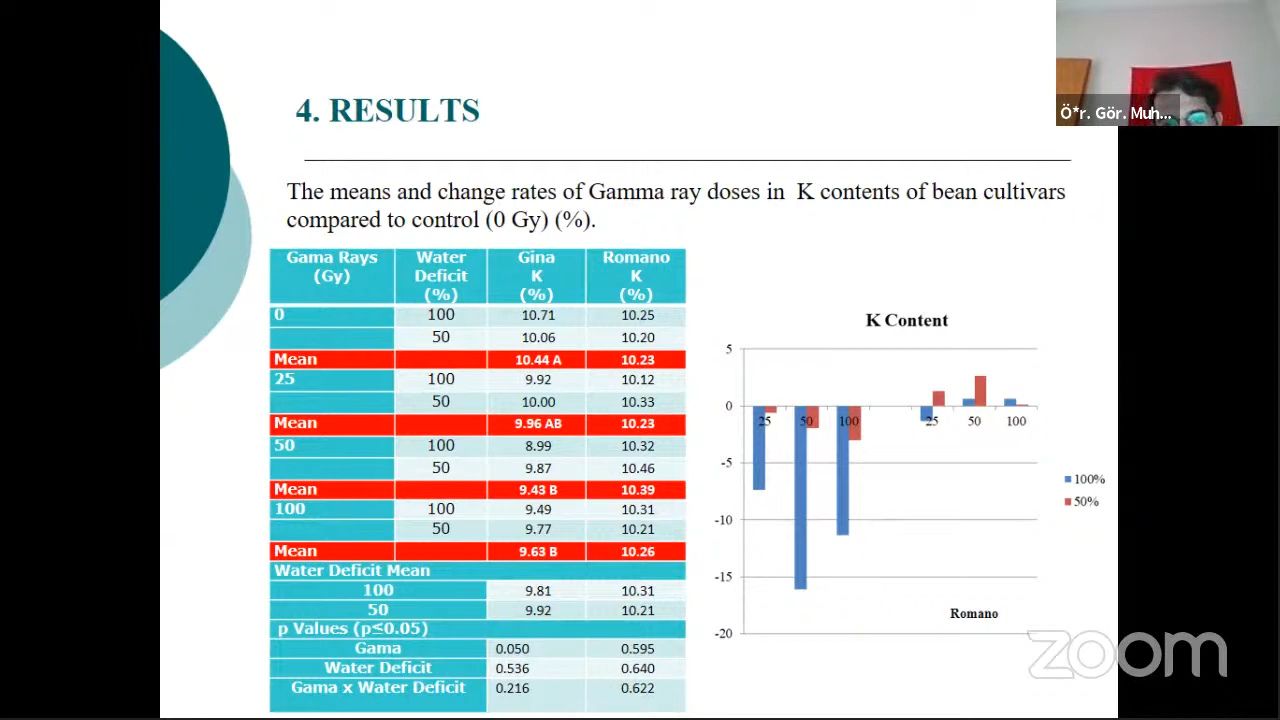 Ö*r. Gör. Muh...
4. RESULTS
The means and change rates of Gamma ray doses in K contents of bean cultivars
compared to control (0 Gy) (%).
Gama Rays (Gy) Water Deficit (%) Gina K (%) Romano K (%)
0 100 10.71 10.25
50 10.06 10.20
Mean 10.44 A 10.23
25 100 9.92 10.12
50 10.00 10.33
Mean 9.96 AB 10.23
50 100 8.99 10.32
50 9.87 10.46
Mean 9.43 B 10.39
100 100 9.49 10.31
50 9.77 10.21
Mean 9.63 B 10.26
Water Deficit Mean
100 9.81 10.31
50 9.92 10.21
p Values (p≤0.05)
Gama 0.050 0.595
Water Deficit 0.536 0.640
Gama x Water Deficit 0.216 0.622
K Content
5
0
-5
-10
-15
-20
25 50 100 25 50 100
100%
50%
Romano
zoom